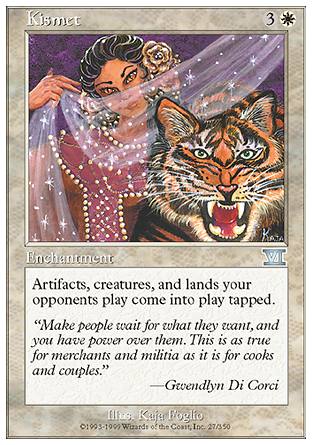 Kismet 3
Enchantment VI
Artifacts, creatures, and lands your
opponents play come into play tapped.
“Make people wait for what they want, and
you have power over them. This is as true
for merchants and militia as it is for cooks
and couples.”
—Gwendlyn Di Corci
KAJA
Illus. Kaja Foglio
©1993-1999 Wizards of the Coast, Inc. 27/350